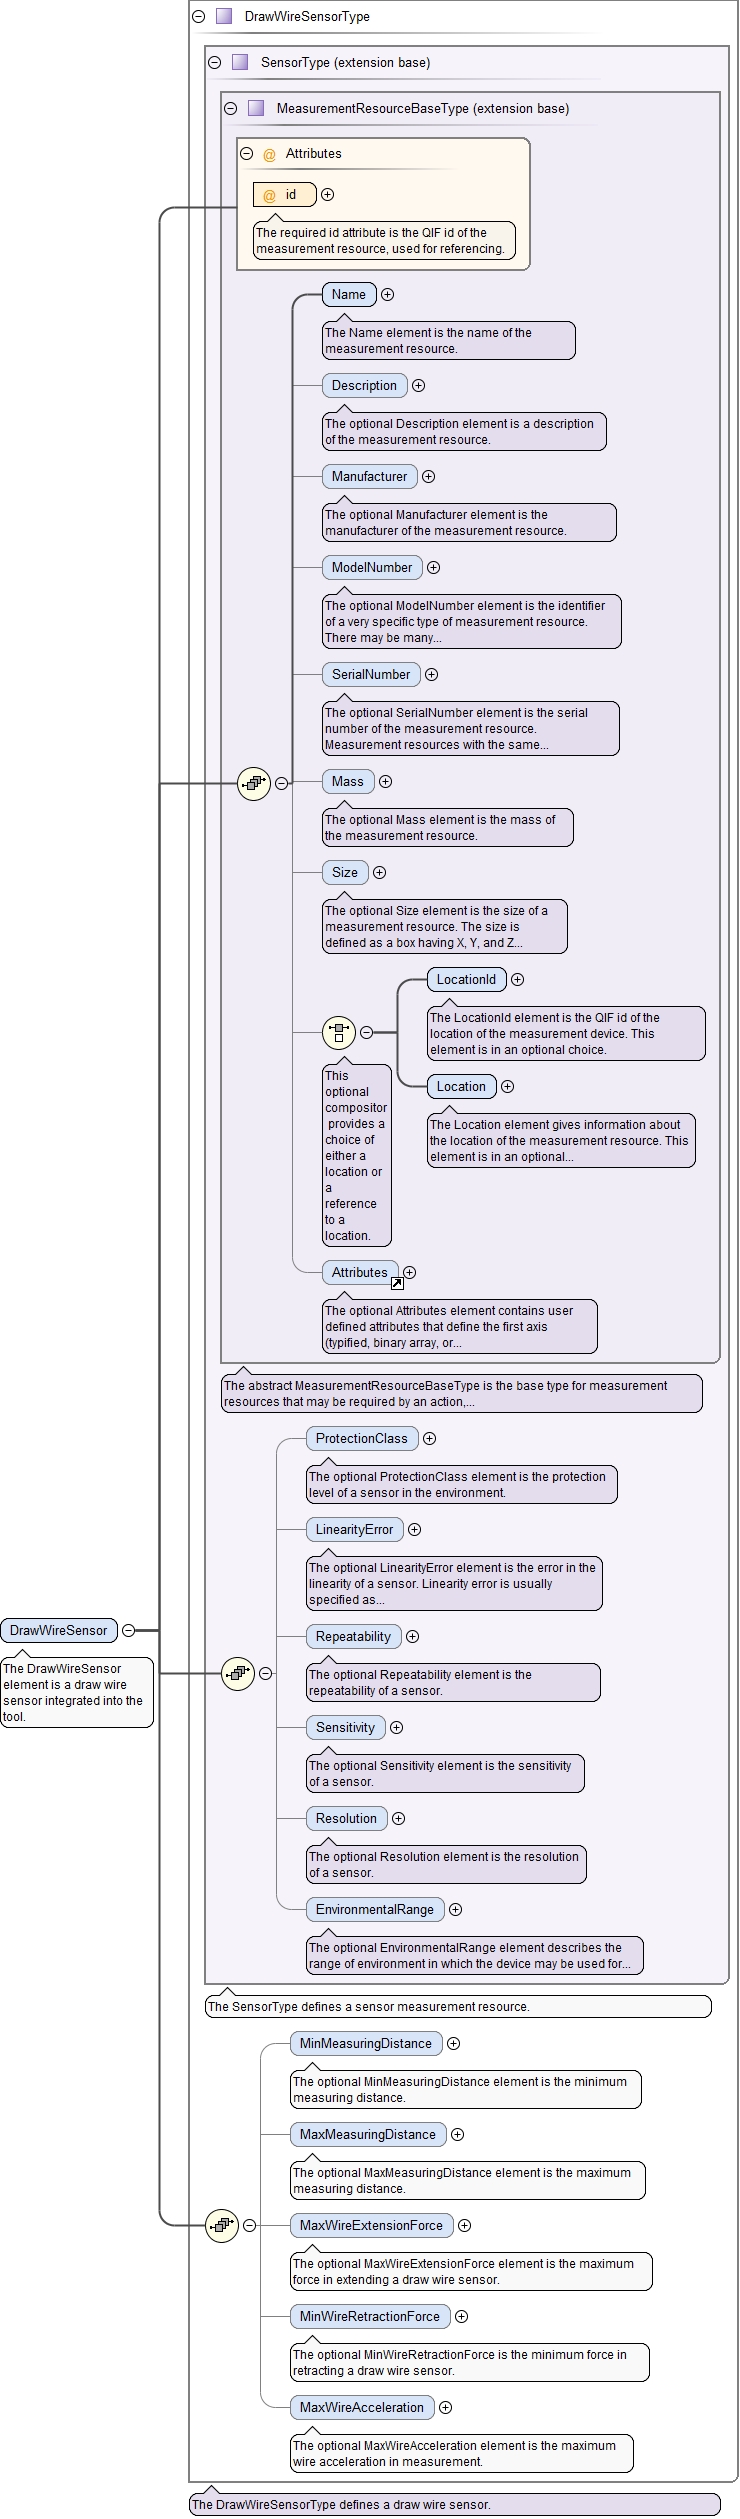 DrawWireSensorType
SensorType (extension base)
MeasurementResourceBaseType (extension base)
@ Attributes
@ id
The required id attribute is the QIF id of the
measurement resource, used for referencing.
Name
The Name element is the name of the
measurement resource.
Description
The optional Description element is a description
of the measurement resource.
Manufacturer
The optional Manufacturer element is the
manufacturer of the measurement resource.
ModelNumber
The optional ModelNumber element is the identifier
of a very specific type of measurement resource.
There may be many...
SerialNumber
The optional SerialNumber element is the serial
number of the measurement resource.
Measurement resources with the same...
Mass
The optional Mass element is the mass of
the measurement resource.
Size
The optional Size element is the size of a
measurement resource. The size is
defined as a box having X, Y, and Z...
LocationId
The LocationId element is the QIF id of the
location of the measurement device. This
element is in an optional choice.
Location
The Location element gives information about
the location of the measurement resource. This
element is in an optional...
This
optional
compositor
provides a
choice of
either a
location or
a
reference
to a
location.
Attributes
The optional Attributes element contains user
defined attributes that define the first axis
(typified, binary array, or...
The abstract MeasurementResourceBaseType is the base type for measurement
resources that may be required by an action,...
ProtectionClass
The optional ProtectionClass element is the protection
level of a sensor in the environment.
LinearityError
The optional LinearityError element is the error in the
linearity of a sensor. Linearity error is usually
specified as...
DrawWireSensor
The DrawWireSensor
element is a draw wire
sensor integrated into the
tool.
Repeatability
The optional Repeatability element is the
repeatability of a sensor.
Sensitivity
The optional Sensitivity element is the sensitivity
of a sensor.
Resolution
The optional Resolution element is the resolution
of a sensor.
EnvironmentalRange
The optional EnvironmentalRange element describes the
range of environment in which the device may be used for...
The SensorType defines a sensor measurement resource.
MinMeasuringDistance
The optional MinMeasuringDistance element is the minimum
measuring distance.
MaxMeasuringDistance
The optional MaxMeasuringDistance element is the maximum
measuring distance.
MaxWireExtensionForce
The optional MaxWireExtensionForce element is the maximum
force in extending a draw wire sensor.
MinWireRetractionForce
The optional MinWireRetractionForce is the minimum force in
retracting a draw wire sensor.
MaxWireAcceleration
The optional MaxWireAcceleration element is the maximum
wire acceleration in measurement.
The DrawWireSensorType defines a draw wire sensor.